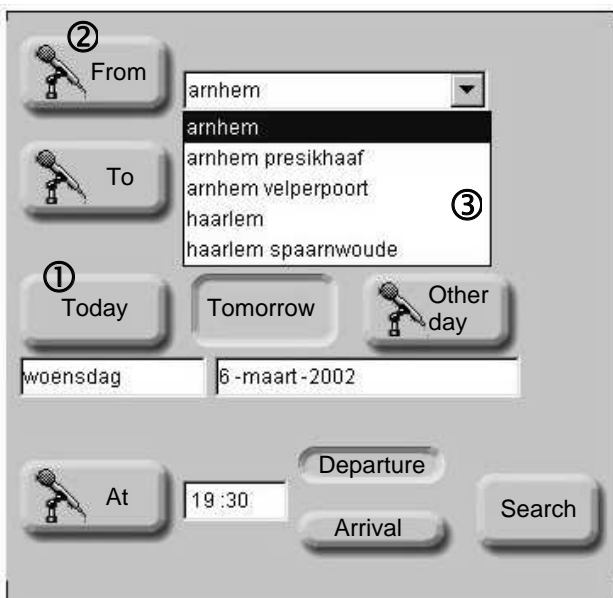 ②
From
arnhem
arnhem
arnhem presikhaaf
arnhem velperpoort
haarlem
haarlem spaarnwoude
To
③
①
Today
Tomorrow
Other
day
woensdag
6-maart-2002
At
19:30
Departure
Arrival
Search